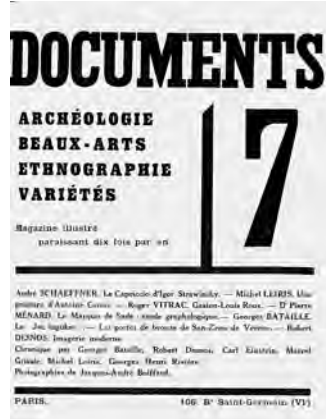 DOCUMENTS
ARCHÉOLOGIE
BEAUX-ARTS
ETHNOGRAPHIE
VARIÉTÉS
7
Magazine illustré
paraissant dix fois par an
André SCHAEFFNER. Le Capriccio d'Igor Strawinsky. — Michel LEIRIS. Une
peinture d'Antoine Caron. — Roger VITRAC. Gaston-Louis Roux. — Dr Pierre
MÉNARD. Le Marquis de Sade : étude graphologique. — Georges BATAILLE.
Le Jeu lugubre. — Les portes de bronze de San-Zeno de Verone. — Robert
DESNOS. Imagerie moderne.
Chronique par Georges Bataille, Robert Desnos, Carl Einstein, Marcel
Griaule, Michel Leiris, Georges Henri Rivière.
Photographies de Jacques-André Boiffard.
PARIS.
106, Bd Saint-Germain (VI)